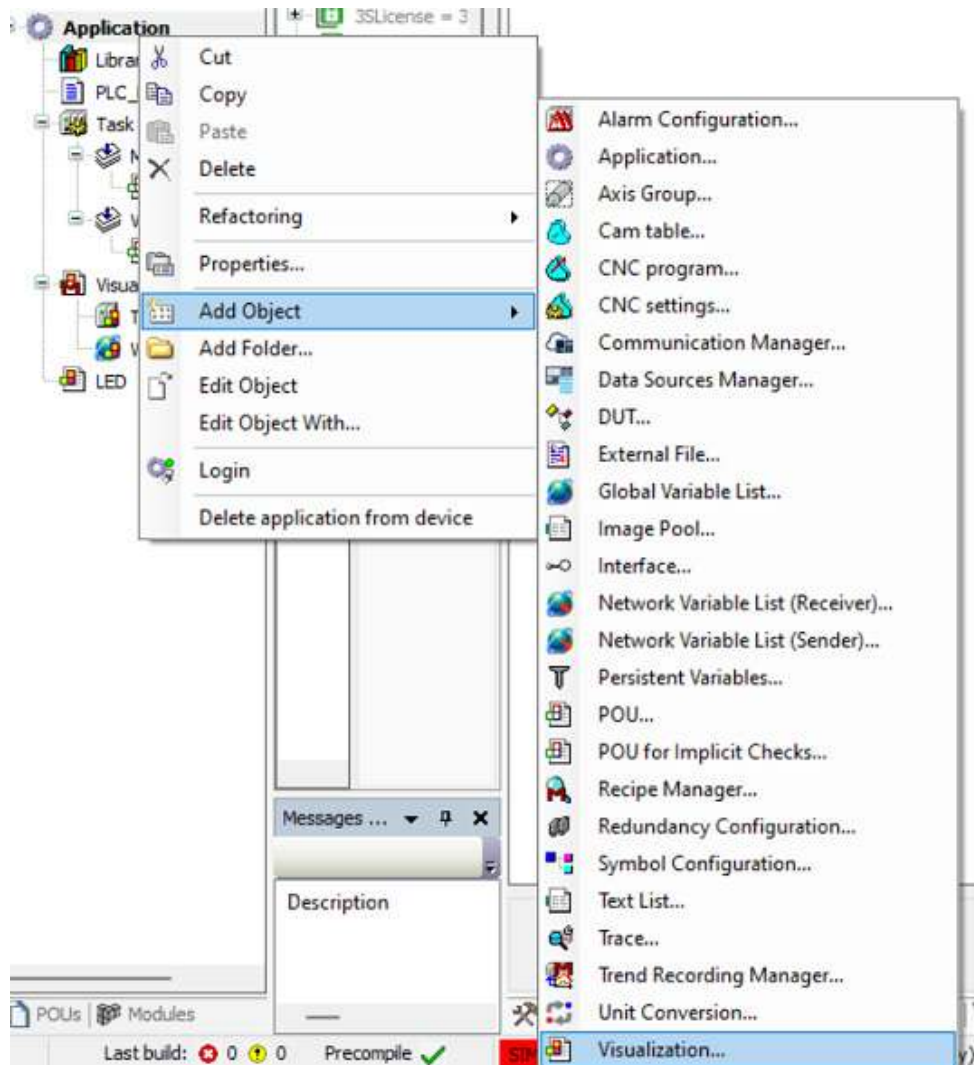 Application
3SLicense = 3
Task
LED
Cut
Copy
Paste
Delete
Refactoring
Properties...
Add Object
Add Folder...
Edit Object
Edit Object With...
Login
Delete application from device
Alarm Configuration...
Application...
Axis Group...
Cam table...
CNC program...
CNC settings...
Communication Manager...
Data Sources Manager...
DUT...
External File...
Global Variable List...
Image Pool...
Interface...
Network Variable List (Receiver)...
Network Variable List (Sender)...
Persistent Variables...
POU...
POU for Implicit Checks...
Recipe Manager...
Redundancy Configuration...
Symbol Configuration...
Text List...
Trace...
Trend Recording Manager...
Unit Conversion...
Visualization...
Messages ...
Description
POUs Modules
Last build: 0 0 Precompile